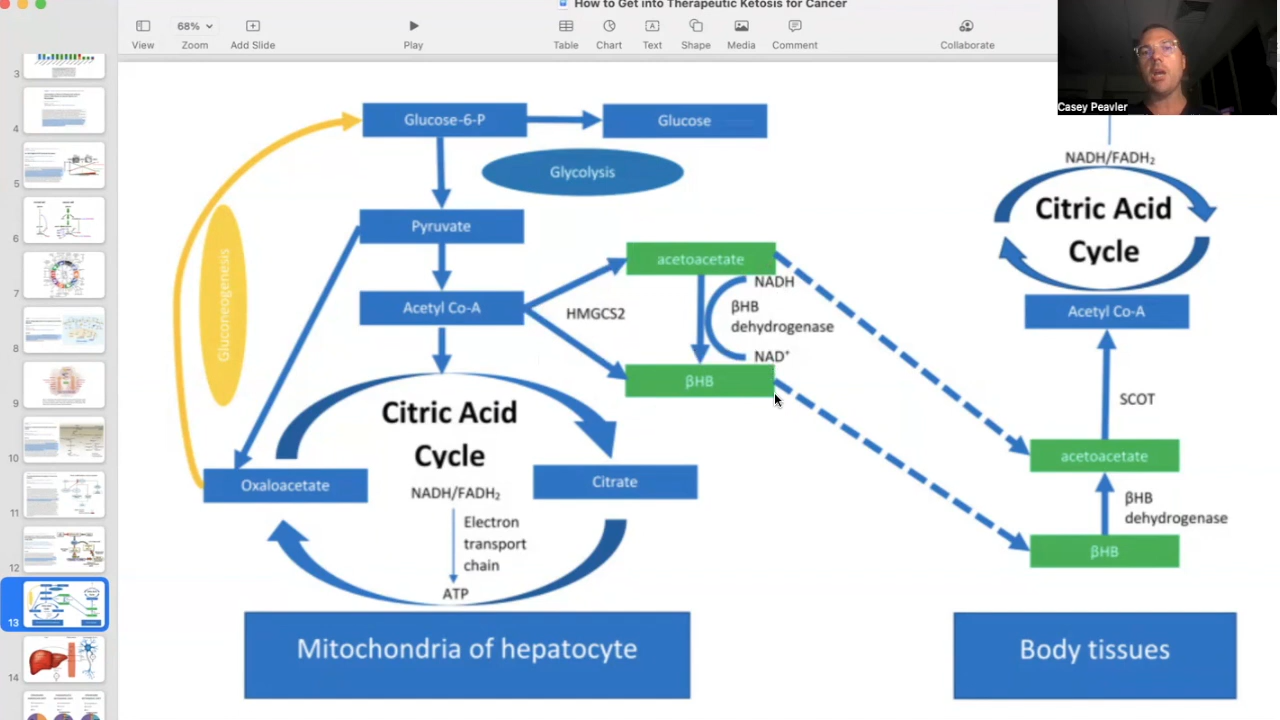 How to Get into Therapeutic Ketosis for Cancer
68%
View
Zoom
Add Slide
Play
Table
Chart
Text
Shape
Media
Comment
Collaborate
Casey Peavler
3
4
5
6
7
8
9
10
11
12
13
14
Glucose-6-P
Glucose
Glycolysis
Gluconeogenesis
Pyruvate
Acetyl Co-A
HMGCS2
acetoacetate
NADH
βHB
dehydrogenase
NAD⁺
βHB
Citric Acid
Cycle
Oxaloacetate
Citrate
NADH/FADH₂
Electron
transport
chain
ATP
Mitochondria of hepatocyte
NADH/FADH₂
Citric Acid
Cycle
Acetyl Co-A
SCOT
acetoacetate
βHB
dehydrogenase
βHB
Body tissues